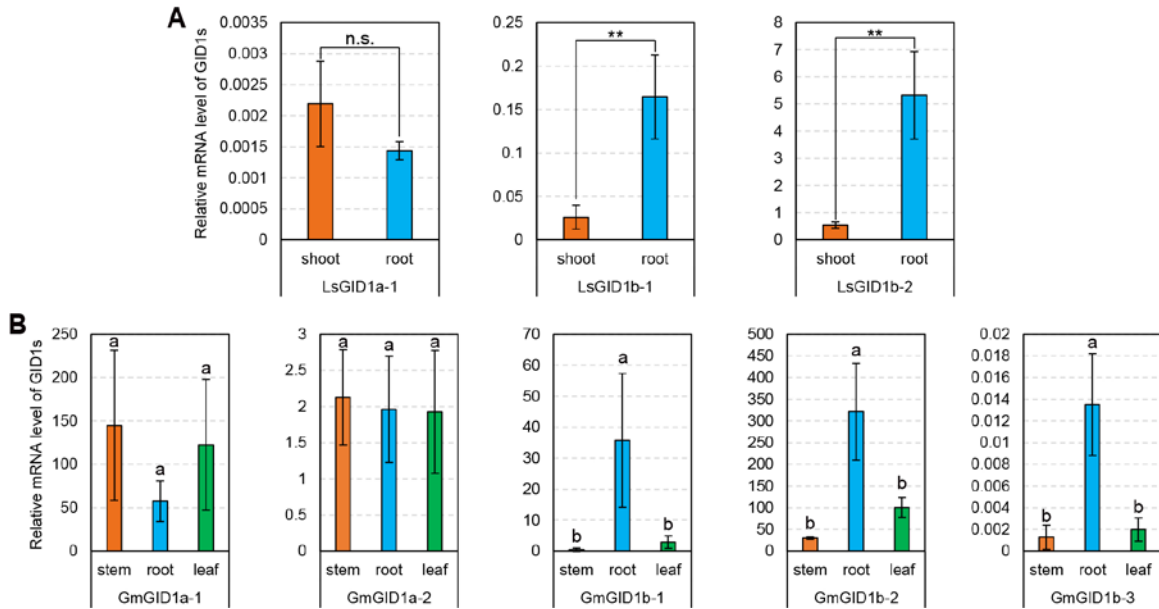 A
Relative mRNA level of GID1s
0.0035
0.003
0.0025
0.002
0.0015
0.001
0.0005
0
n.s.
shoot root
LsGID1a-1
0.25
0.2
0.15
0.1
0.05
0
**
shoot root
LsGID1b-1
8
7
6
5
4
3
2
1
0
**
shoot root
LsGID1b-2
B
Relative mRNA level of GID1s
250
200
150
100
50
0
a a a
stem root leaf
GmGID1a-1
3
2.5
2
1.5
1
0.5
0
a a a
stem root leaf
GmGID1a-2
70
60
50
40
30
20
10
0
b a b
stem root leaf
GmGID1b-1
500
450
400
350
300
250
200
150
100
50
0
b a b
stem root leaf
GmGID1b-2
0.02
0.018
0.016
0.014
0.012
0.01
0.008
0.006
0.004
0.002
0
b a b
stem root leaf
GmGID1b-3